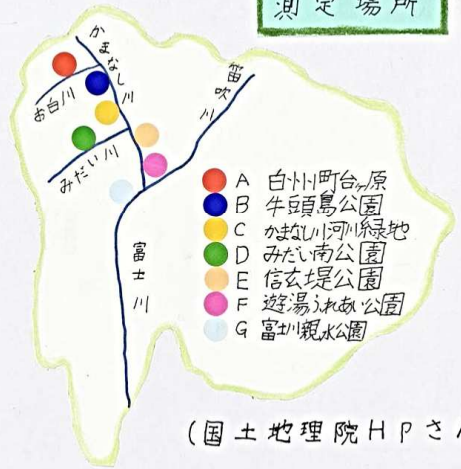 測定場所
かまなし川
笛吹川
お白川
みだい川
富士川
A 白州町台ヶ原
B 牛頭島公園
C かまなし川河川緑地
D みだい南公園
E 信玄堤公園
F 遊湯ふれあい公園
G 富士川親水公園
(国土地理院HPさん